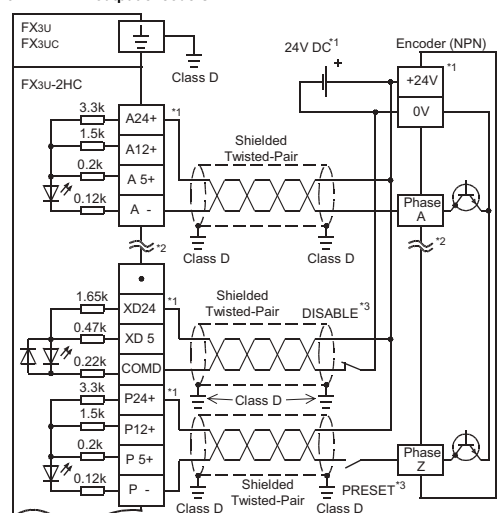 FX3U
FX3UC
Class D
24V DC*1
+
Encoder (NPN)
+24V
*1
0V
FX3U-2HC
3.3k
A24+
*1
1.5k
A12+
0.2k
A 5+
0.12k
A -
Shielded
Twisted-Pair
Class D
Class D
Phase
A
*2
*2
1.65k
XD24
*1
0.47k
XD 5
0.22k
COMD
Shielded
Twisted-Pair
DISABLE*3
Class D
3.3k
P24+
*1
1.5k
P12+
0.2k
P 5+
0.12k
P -
Shielded
Twisted-Pair
Class D
Class D
PRESET*3
Phase
Z